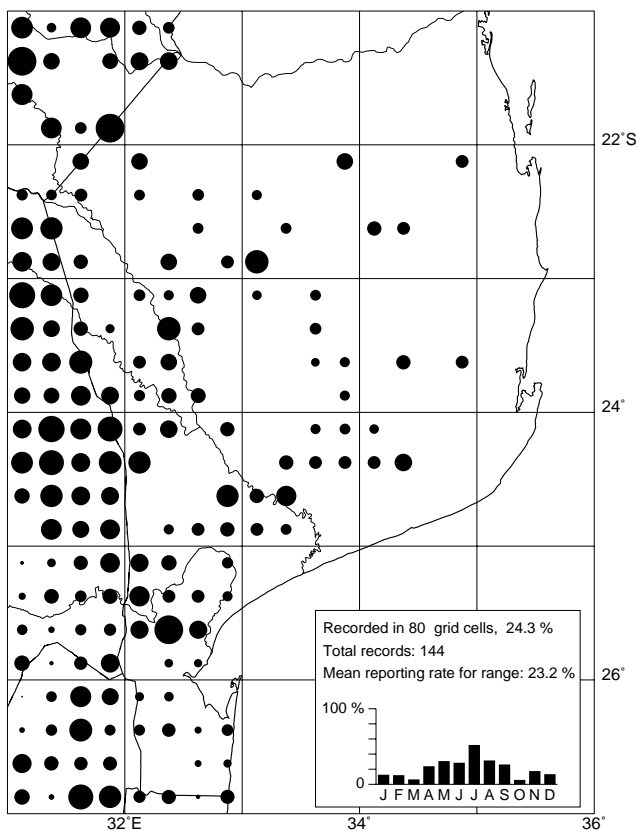 22˚S
24˚
Recorded in 80 grid cells, 24.3 %
Total records: 144
Mean reporting rate for range: 23.2 %
26˚
100 %
0
J F M A M J J A S O N D
32˚E
34˚
36˚